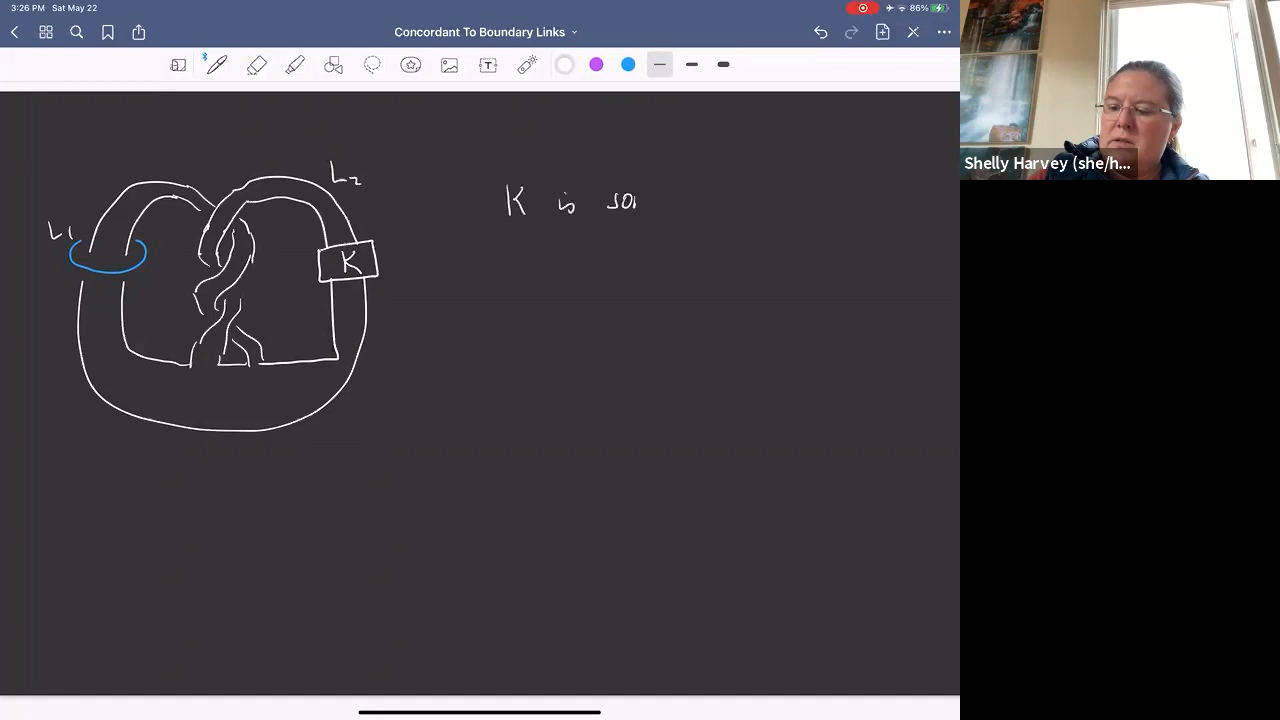 3:26 PM Sat May 22
86%
Concordant To Boundary Links
T
L2
L1
K
K is
Shelly Harvey (she/h...